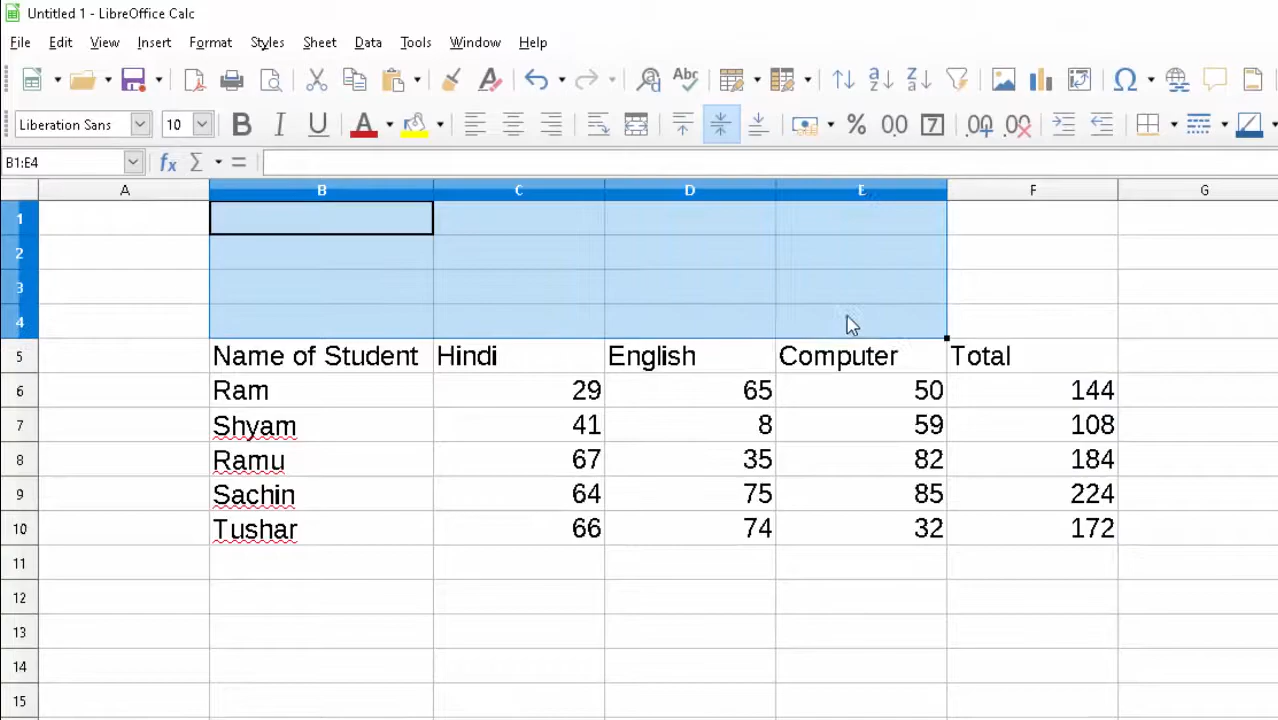 Untitled 1 - LibreOffice Calc
File Edit View Insert Format Styles Sheet Data Tools Window Help
Liberation Sans 10
B1:E4
A B C D E F G
1
2
3
4
5 Name of Student Hindi English Computer Total
6 Ram 29 65 50 144
7 Shyam 41 8 59 108
8 Ramu 67 35 82 184
9 Sachin 64 75 85 224
10 Tushar 66 74 32 172
11
12
13
14
15